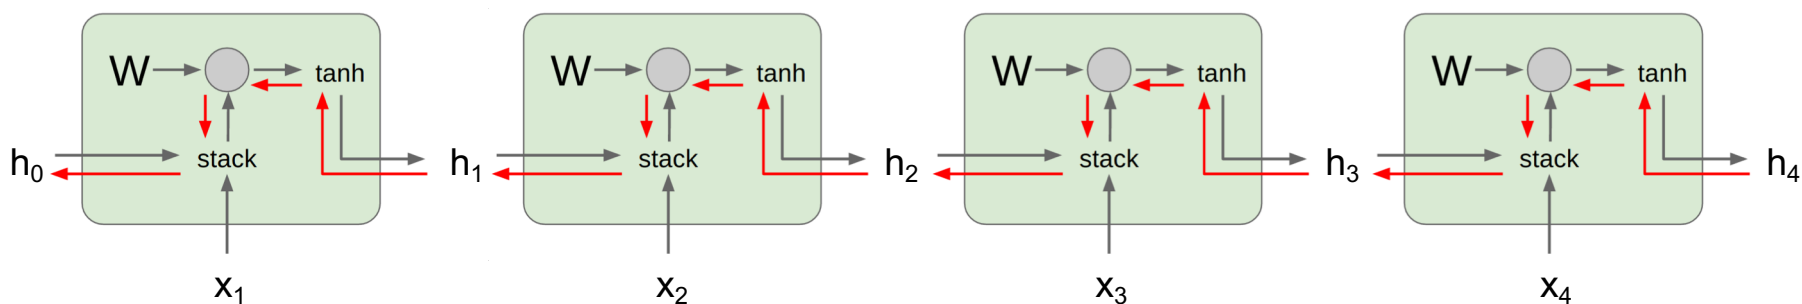 W tanh W tanh W tanh W tanh
h₀ stack h₁ stack h₂ stack h₃ stack h₄
x₁ x₂ x₃ x₄